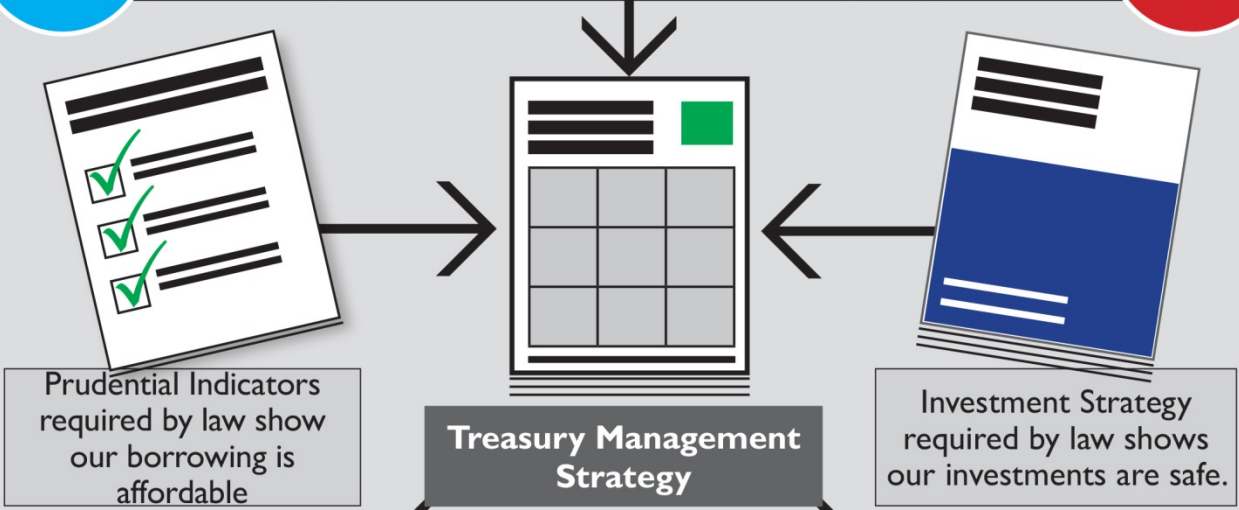 Prudential Indicators
required by law show
our borrowing is
affordable
Treasury Management
Strategy
Investment Strategy
required by law shows
our investments are safe.